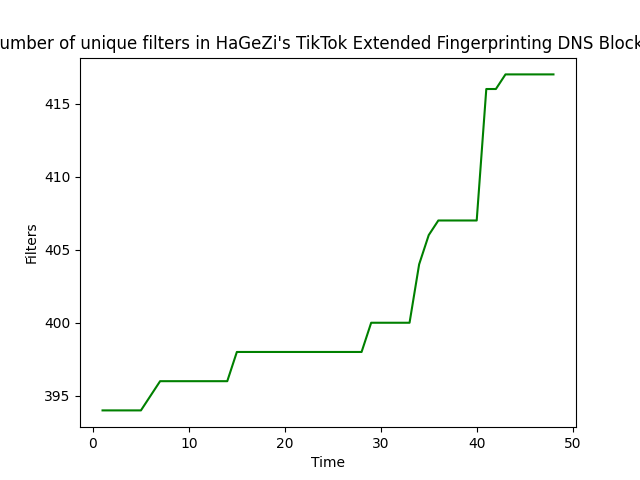 umber of unique filters in HaGeZi's TikTok Extended Fingerprinting DNS Block
415
410
405
400
395
Filters
0 10 20 30 40 50
Time